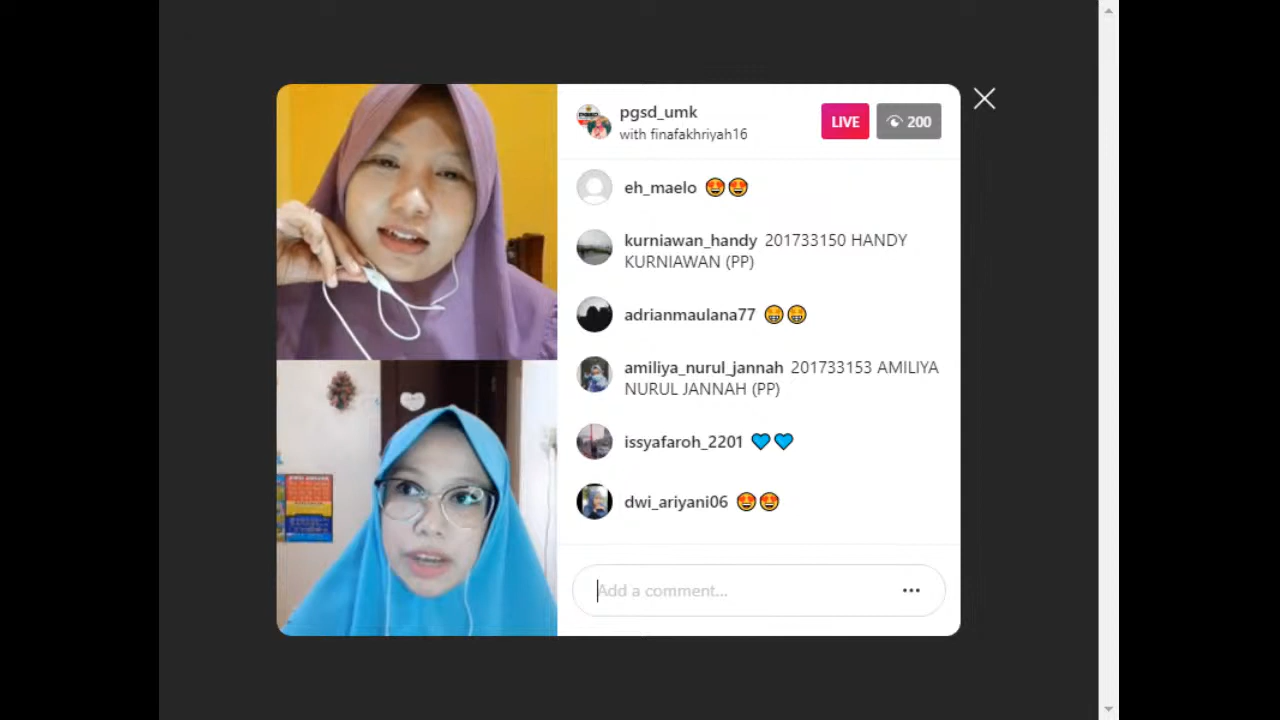 pgsd_umk
with finafakhriyah16
LIVE
200
eh_maelo 🤩🤩
kurniawan_handy 201733150 HANDY
KURNIAWAN (PP)
adrianmaulana77 😁😁
amiliya_nurul_jannah 201733153 AMILIYA
NURUL JANNAH (PP)
issyafaroh_2201 💙💙
dwi_ariyani06 🤩🤩
Add a comment...